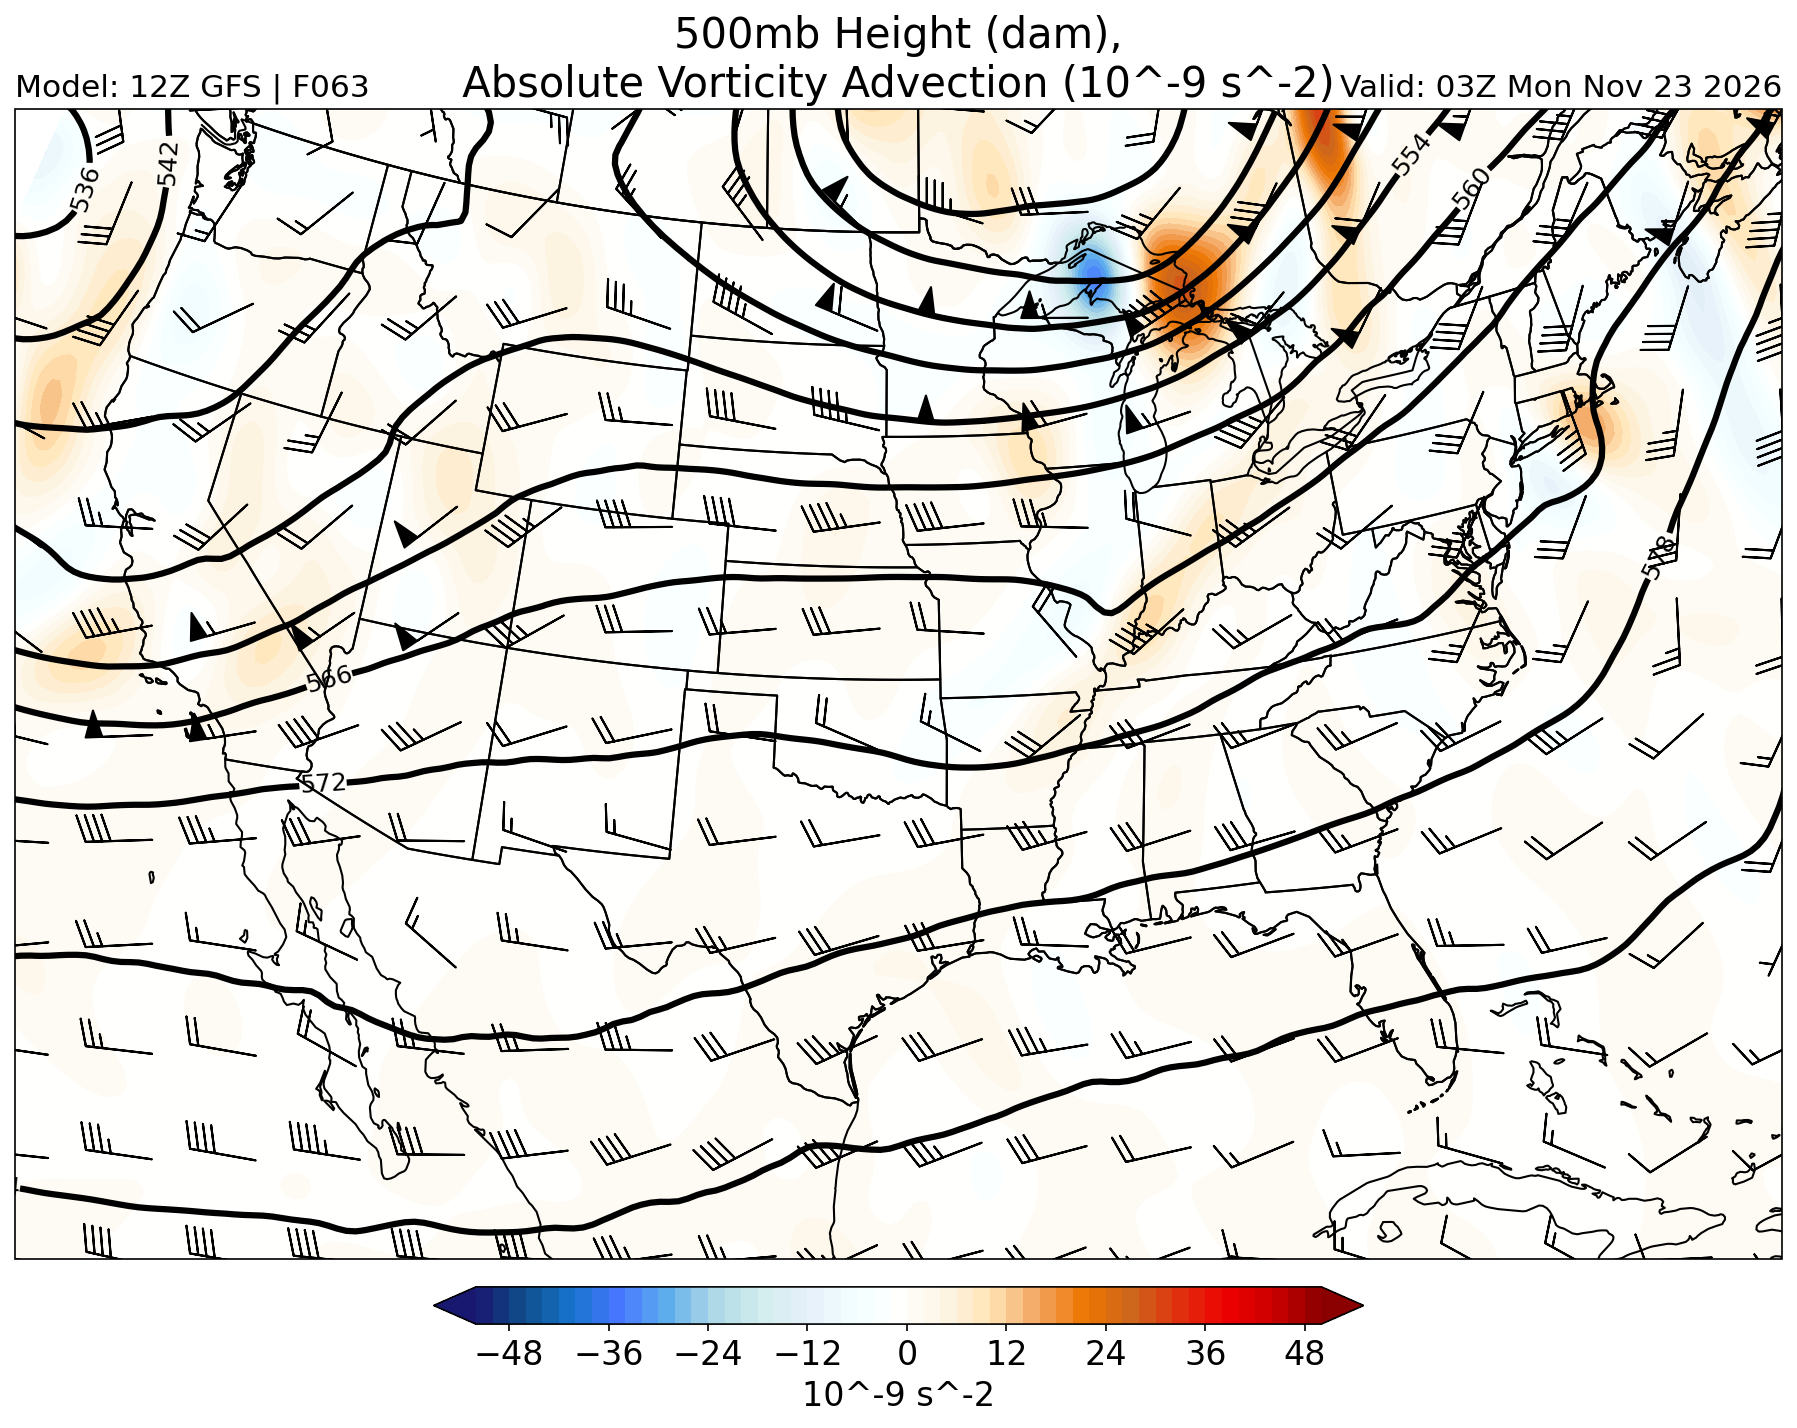 500mb Height (dam),
Model: 12Z GFS | F063
Absolute Vorticity Advection (10^-9 s^-2)
Valid: 03Z Mon Nov 23 2026
536
542
554
560
578
566
572
−48 −36 −24 −12 0 12 24 36 48
10^-9 s^-2